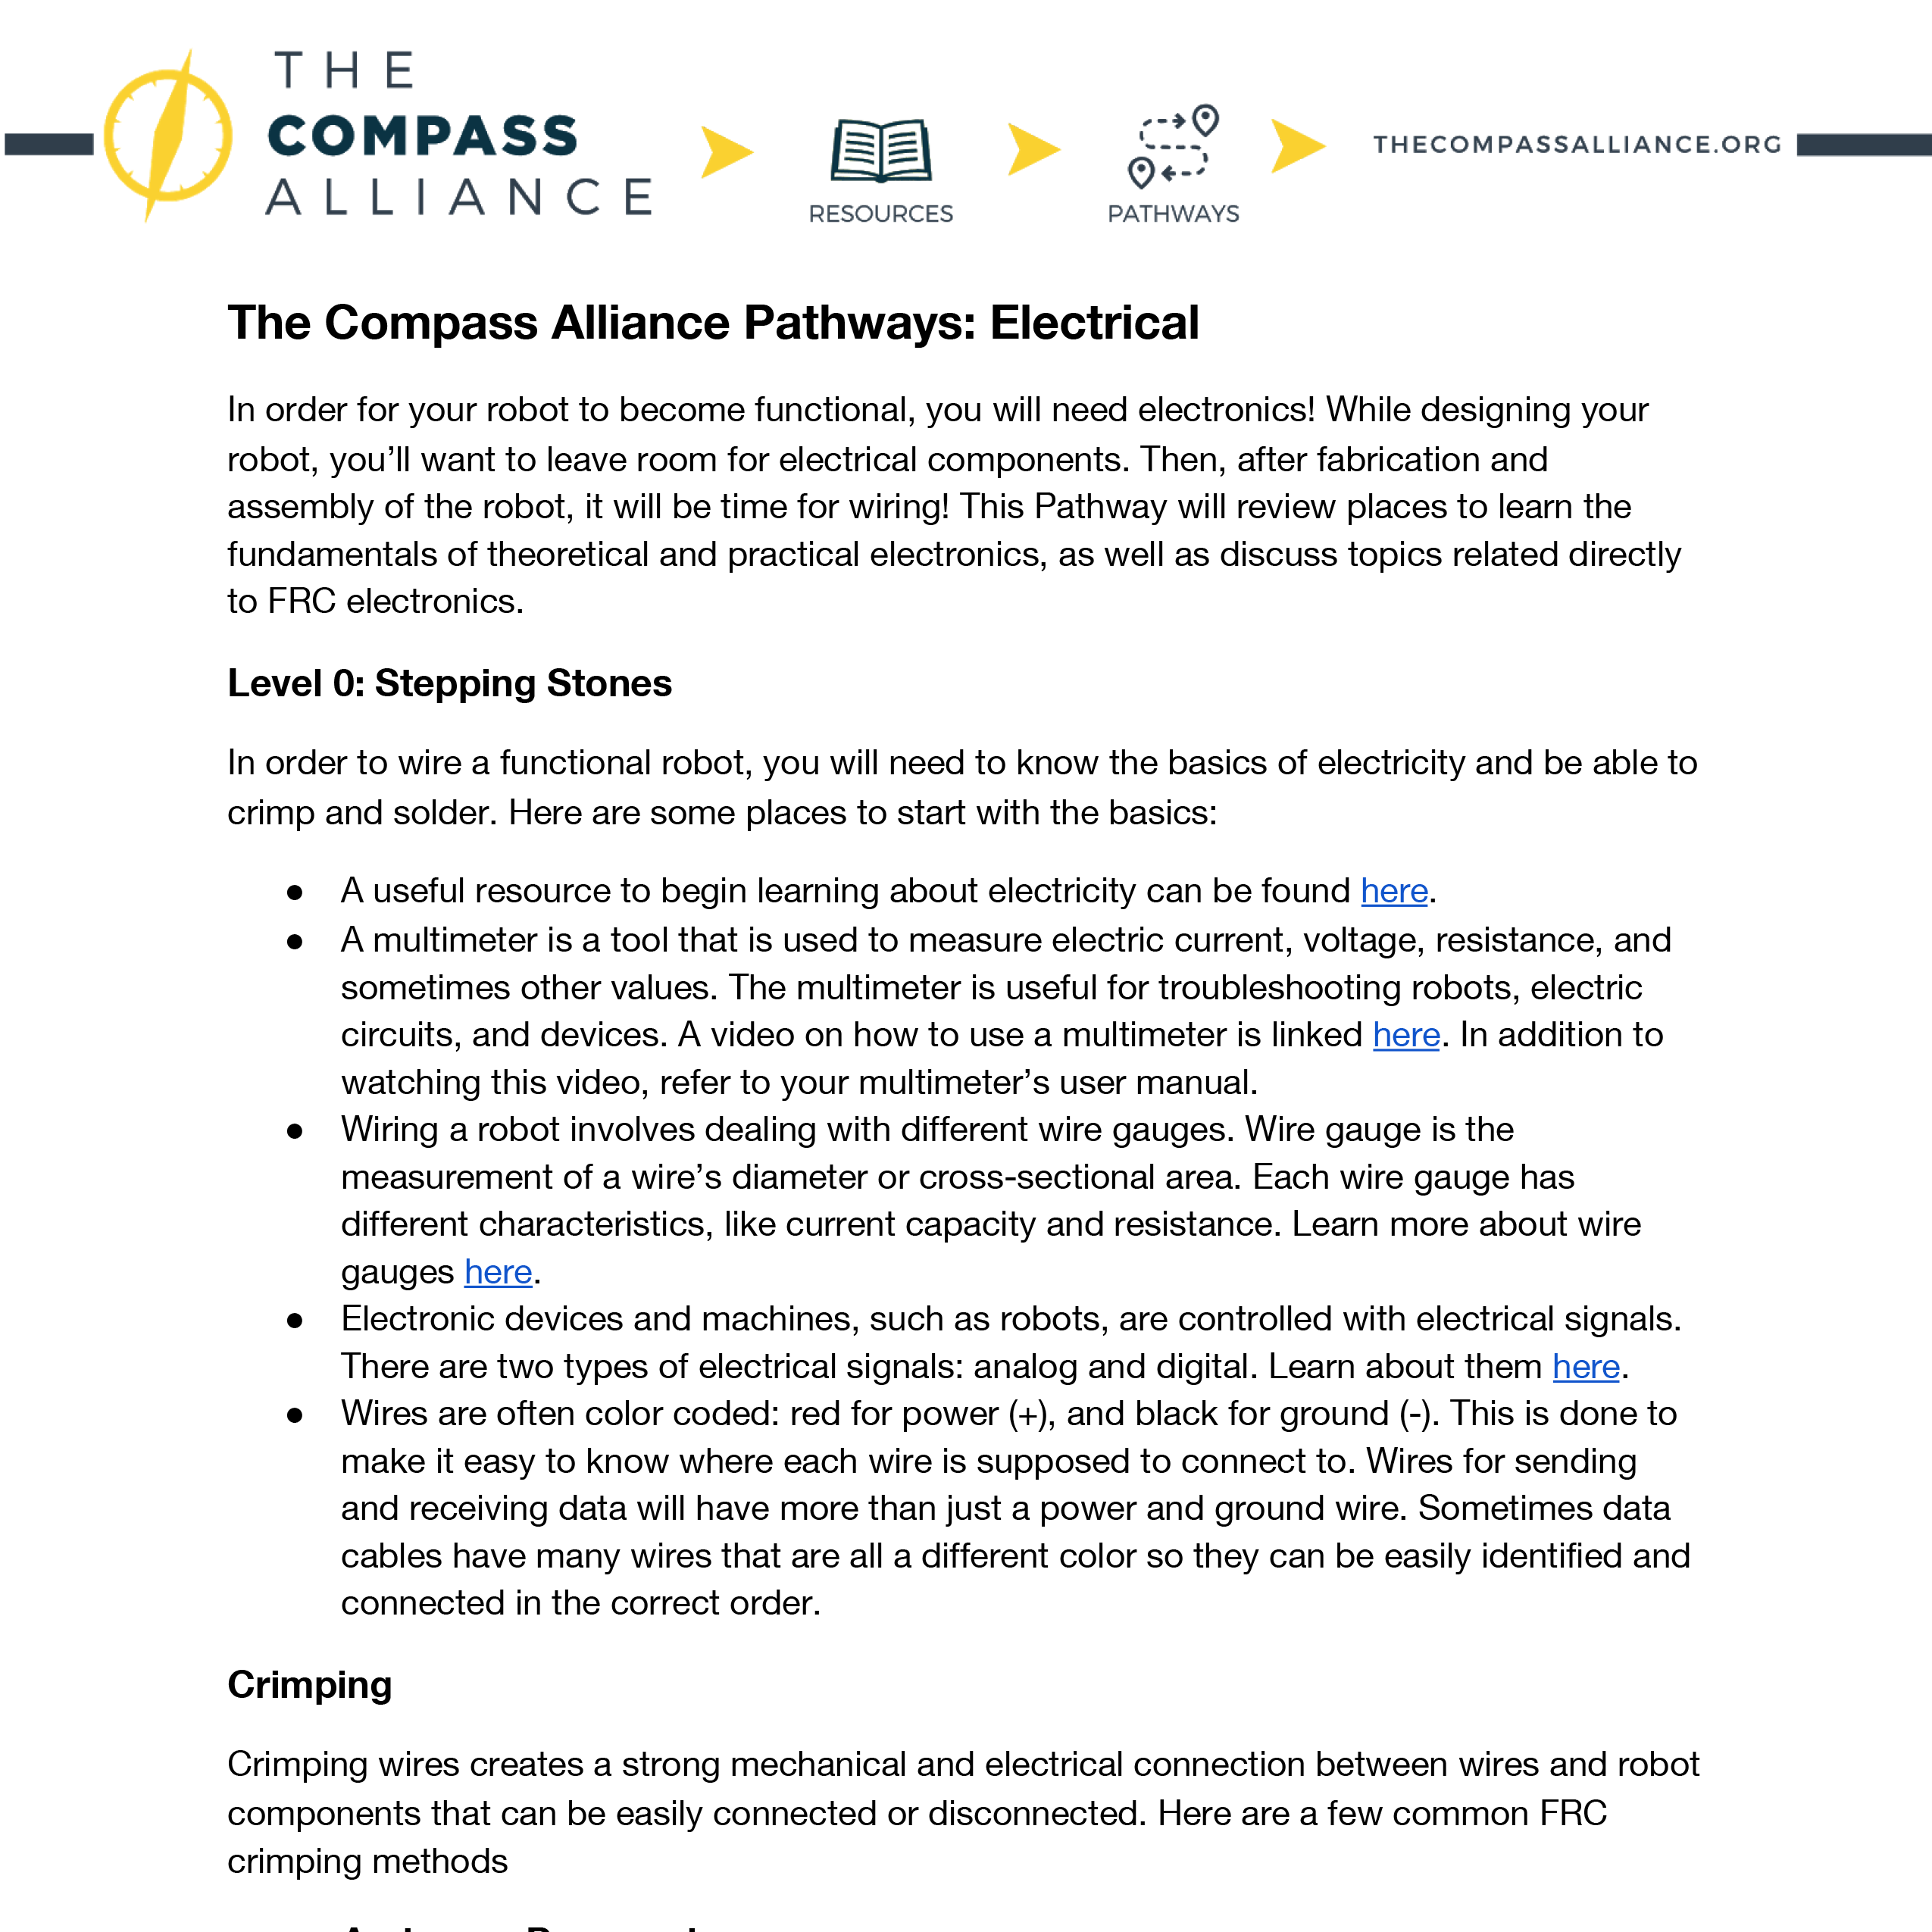 THE
COMPASS
ALLIANCE
RESOURCES
PATHWAYS
THECOMPASSALLIANCE.ORG
The Compass Alliance Pathways: Electrical
In order for your robot to become functional, you will need electronics! While designing your
robot, you’ll want to leave room for electrical components. Then, after fabrication and
assembly of the robot, it will be time for wiring! This Pathway will review places to learn the
fundamentals of theoretical and practical electronics, as well as discuss topics related directly
to FRC electronics.
Level 0: Stepping Stones
In order to wire a functional robot, you will need to know the basics of electricity and be able to
crimp and solder. Here are some places to start with the basics:
● A useful resource to begin learning about electricity can be found here.
● A multimeter is a tool that is used to measure electric current, voltage, resistance, and
sometimes other values. The multimeter is useful for troubleshooting robots, electric
circuits, and devices. A video on how to use a multimeter is linked here. In addition to
watching this video, refer to your multimeter’s user manual.
● Wiring a robot involves dealing with different wire gauges. Wire gauge is the
measurement of a wire’s diameter or cross-sectional area. Each wire gauge has
different characteristics, like current capacity and resistance. Learn more about wire
gauges here.
● Electronic devices and machines, such as robots, are controlled with electrical signals.
There are two types of electrical signals: analog and digital. Learn about them here.
● Wires are often color coded: red for power (+), and black for ground (-). This is done to
make it easy to know where each wire is supposed to connect to. Wires for sending
and receiving data will have more than just a power and ground wire. Sometimes data
cables have many wires that are all a different color so they can be easily identified and
connected in the correct order.
Crimping
Crimping wires creates a strong mechanical and electrical connection between wires and robot
components that can be easily connected or disconnected. Here are a few common FRC
crimping methods